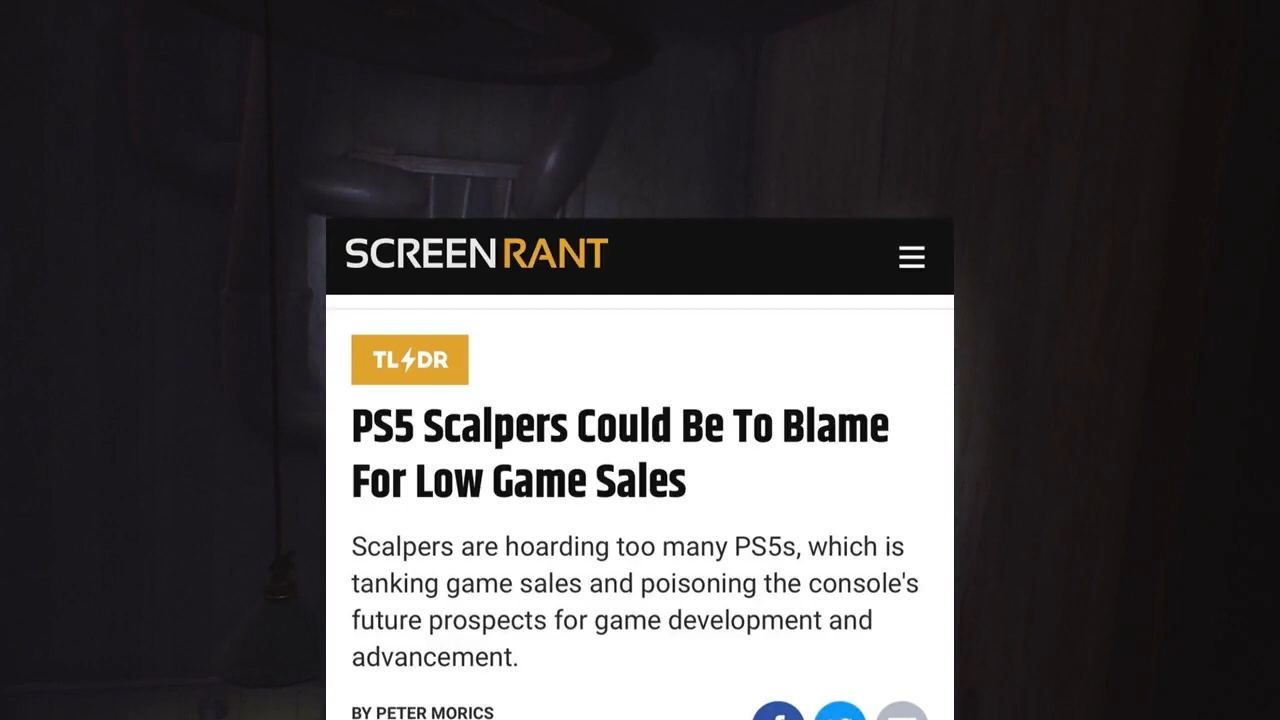 SCREENRANT
TL DR
PS5 Scalpers Could Be To Blame
For Low Game Sales
Scalpers are hoarding too many PS5s, which is
tanking game sales and poisoning the console's
future prospects for game development and
advancement.
BY PETER MORICS